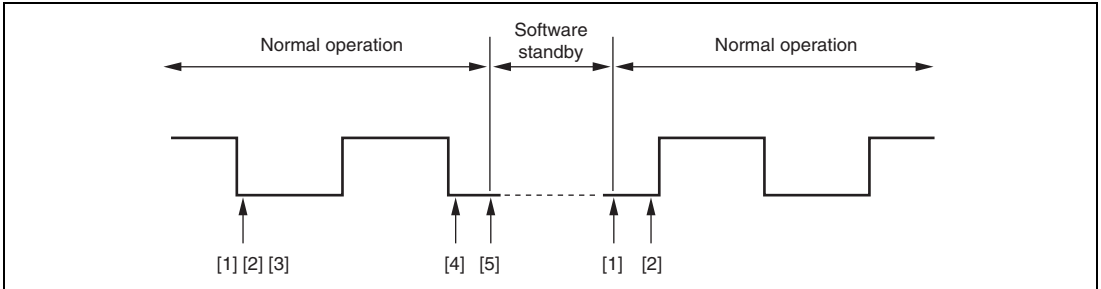 Software
standby
Normal operation
Normal operation
[1] [2] [3]
[4]
[5]
[1]
[2]